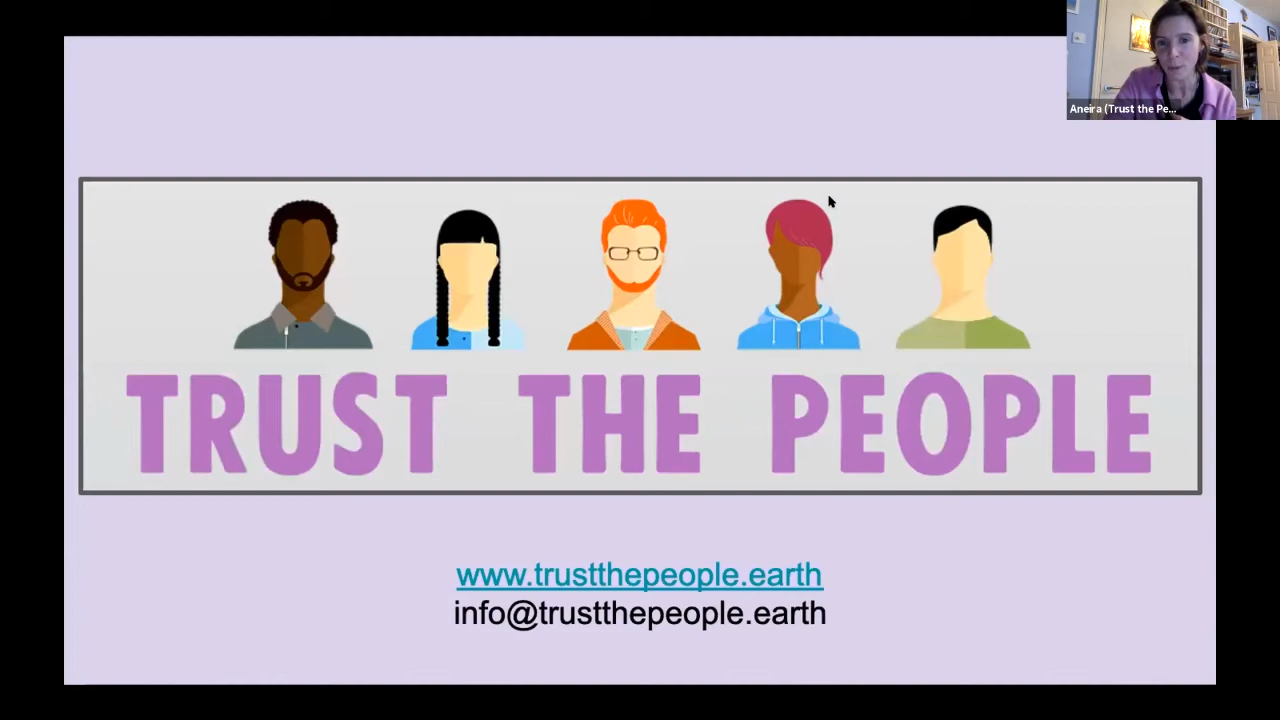 Aneira (Trust the Pe...
TRUST THE PEOPLE
www.trustthepeople.earth
info@trustthepeople.earth